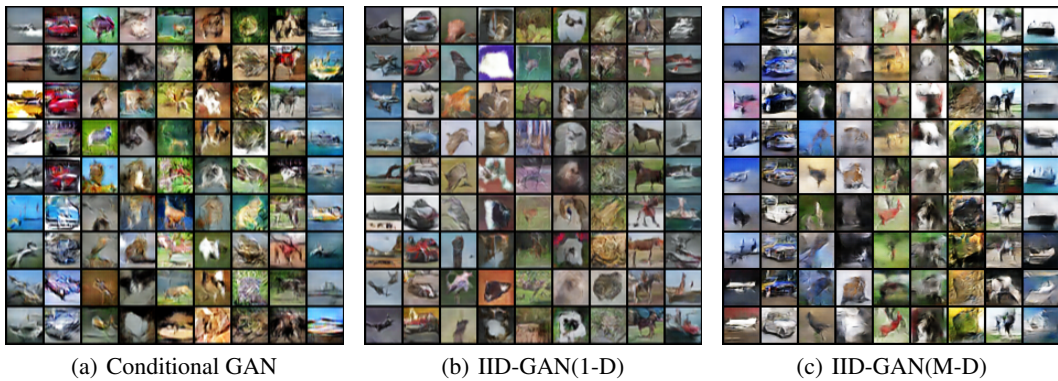 (a) Conditional GAN
(b) IID-GAN(1-D)
(c) IID-GAN(M-D)